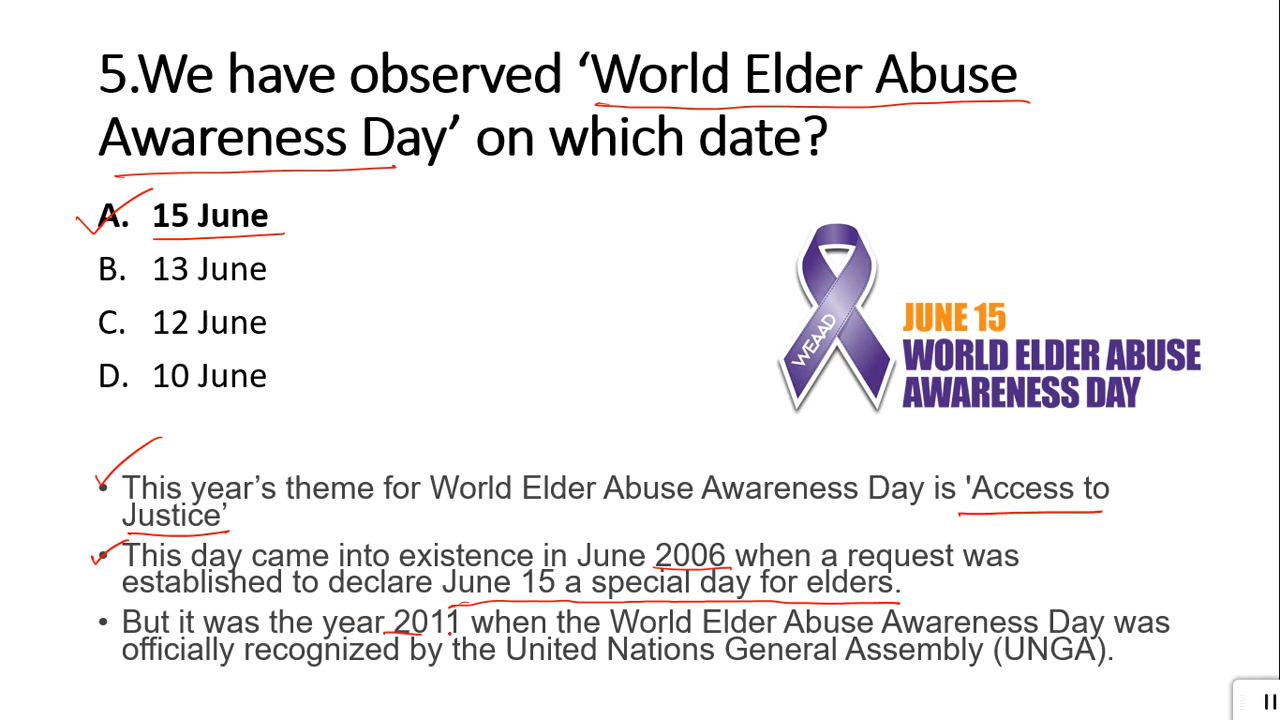 5.We have observed ‘World Elder Abuse
Awareness Day’ on which date?
A. 15 June
B. 13 June
C. 12 June
D. 10 June
WEAAD
JUNE 15
WORLD ELDER ABUSE
AWARENESS DAY
• This year’s theme for World Elder Abuse Awareness Day is 'Access to
Justice’
• This day came into existence in June 2006 when a request was
established to declare June 15 a special day for elders.
• But it was the year 2011 when the World Elder Abuse Awareness Day was
officially recognized by the United Nations General Assembly (UNGA).